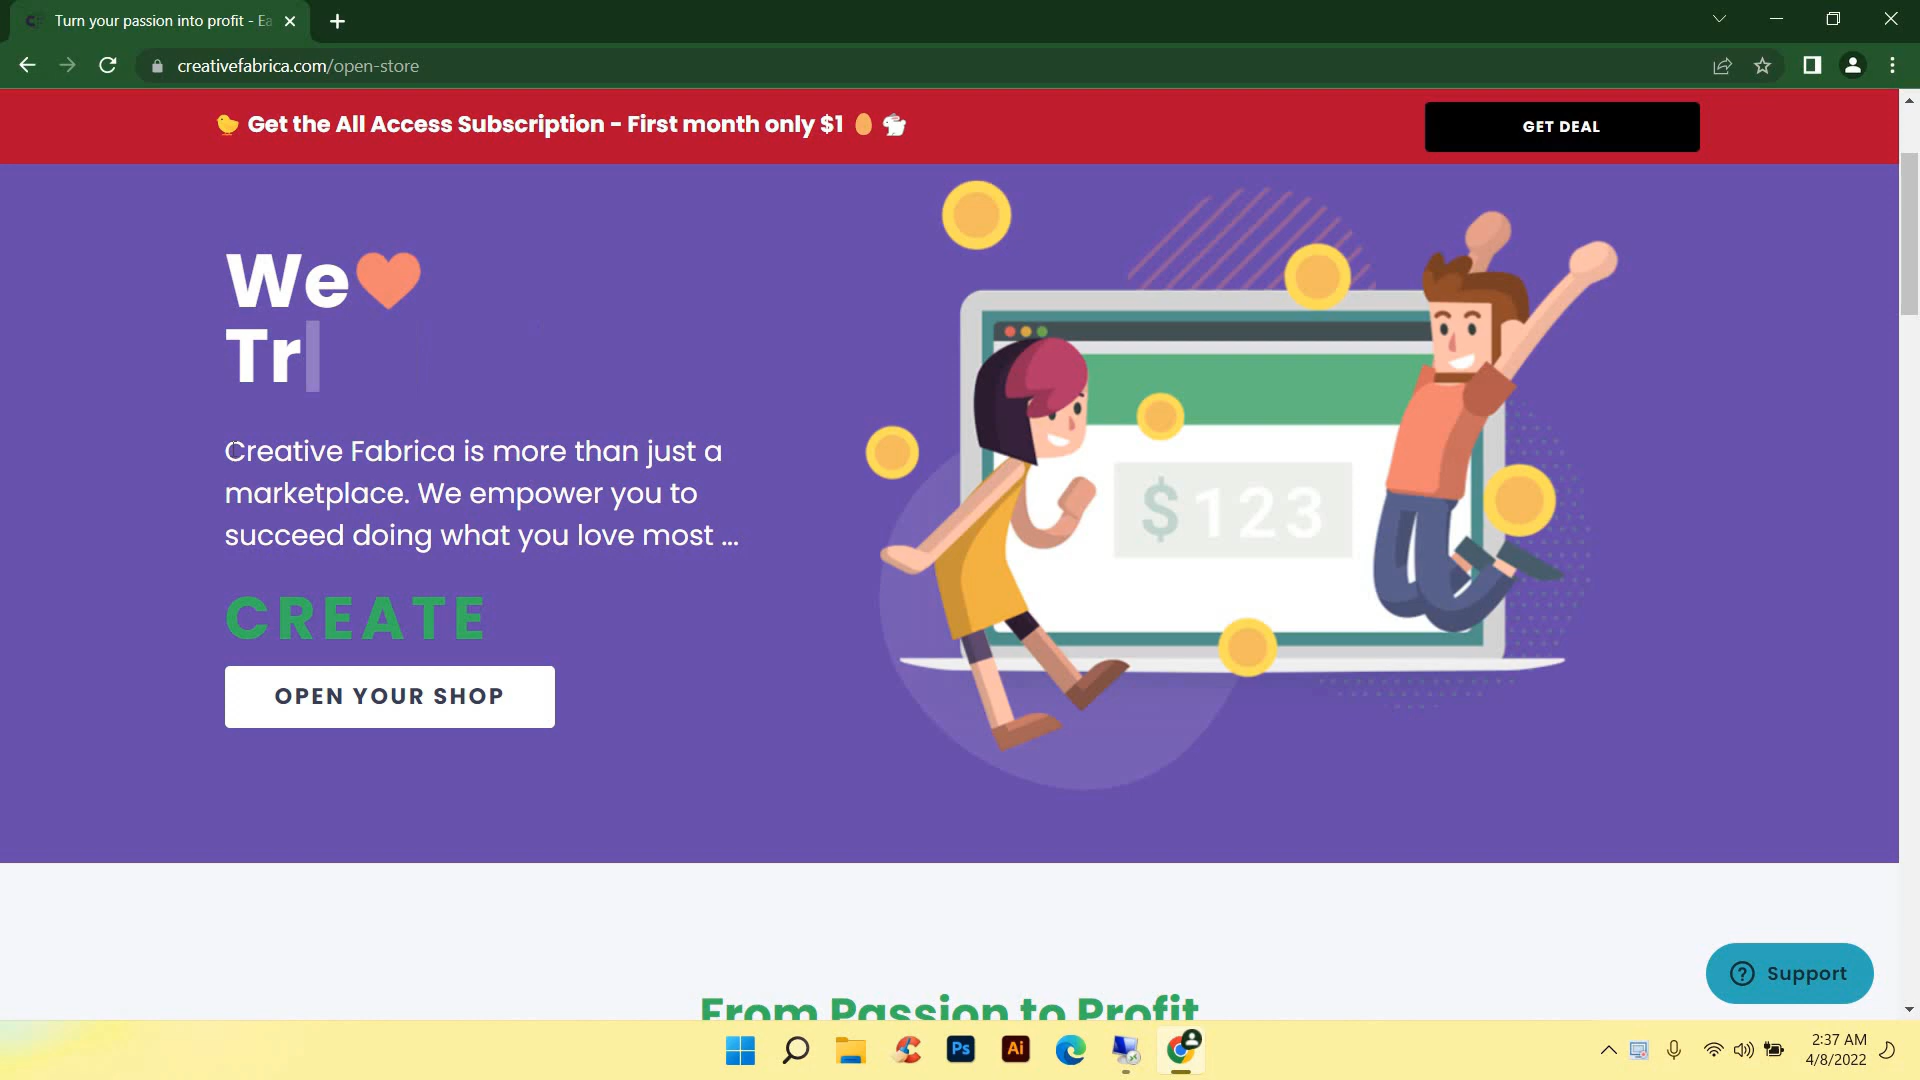 Turn your passion into profit - Ea
creativefabrica.com/open-store
Get the All Access Subscription - First month only $1
GET DEAL
We
Tr
Creative Fabrica is more than just a
marketplace. We empower you to
succeed doing what you love most ...
CREATE
OPEN YOUR SHOP
$123
From Passion to Profit
Support
Ps
Ai
2:37 AM
4/8/2022